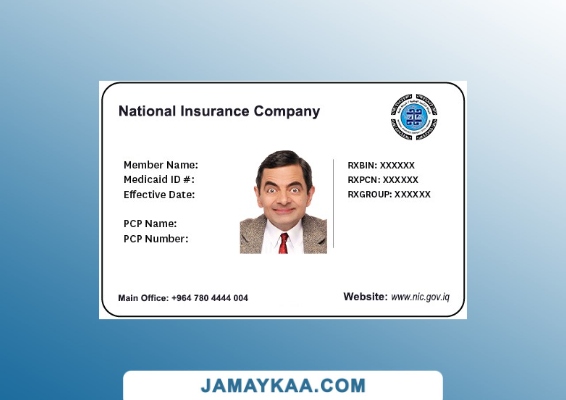 National Insurance Company
Member Name:
Medicaid ID #:
Effective Date:
PCP Name:
PCP Number:
RXBIN: XXXXXX
RXPCN: XXXXXX
RXGROUP: XXXXXX
Main Office: +964 780 4444 004
Website: www.nic.gov.iq
JAMAYKAA.COM